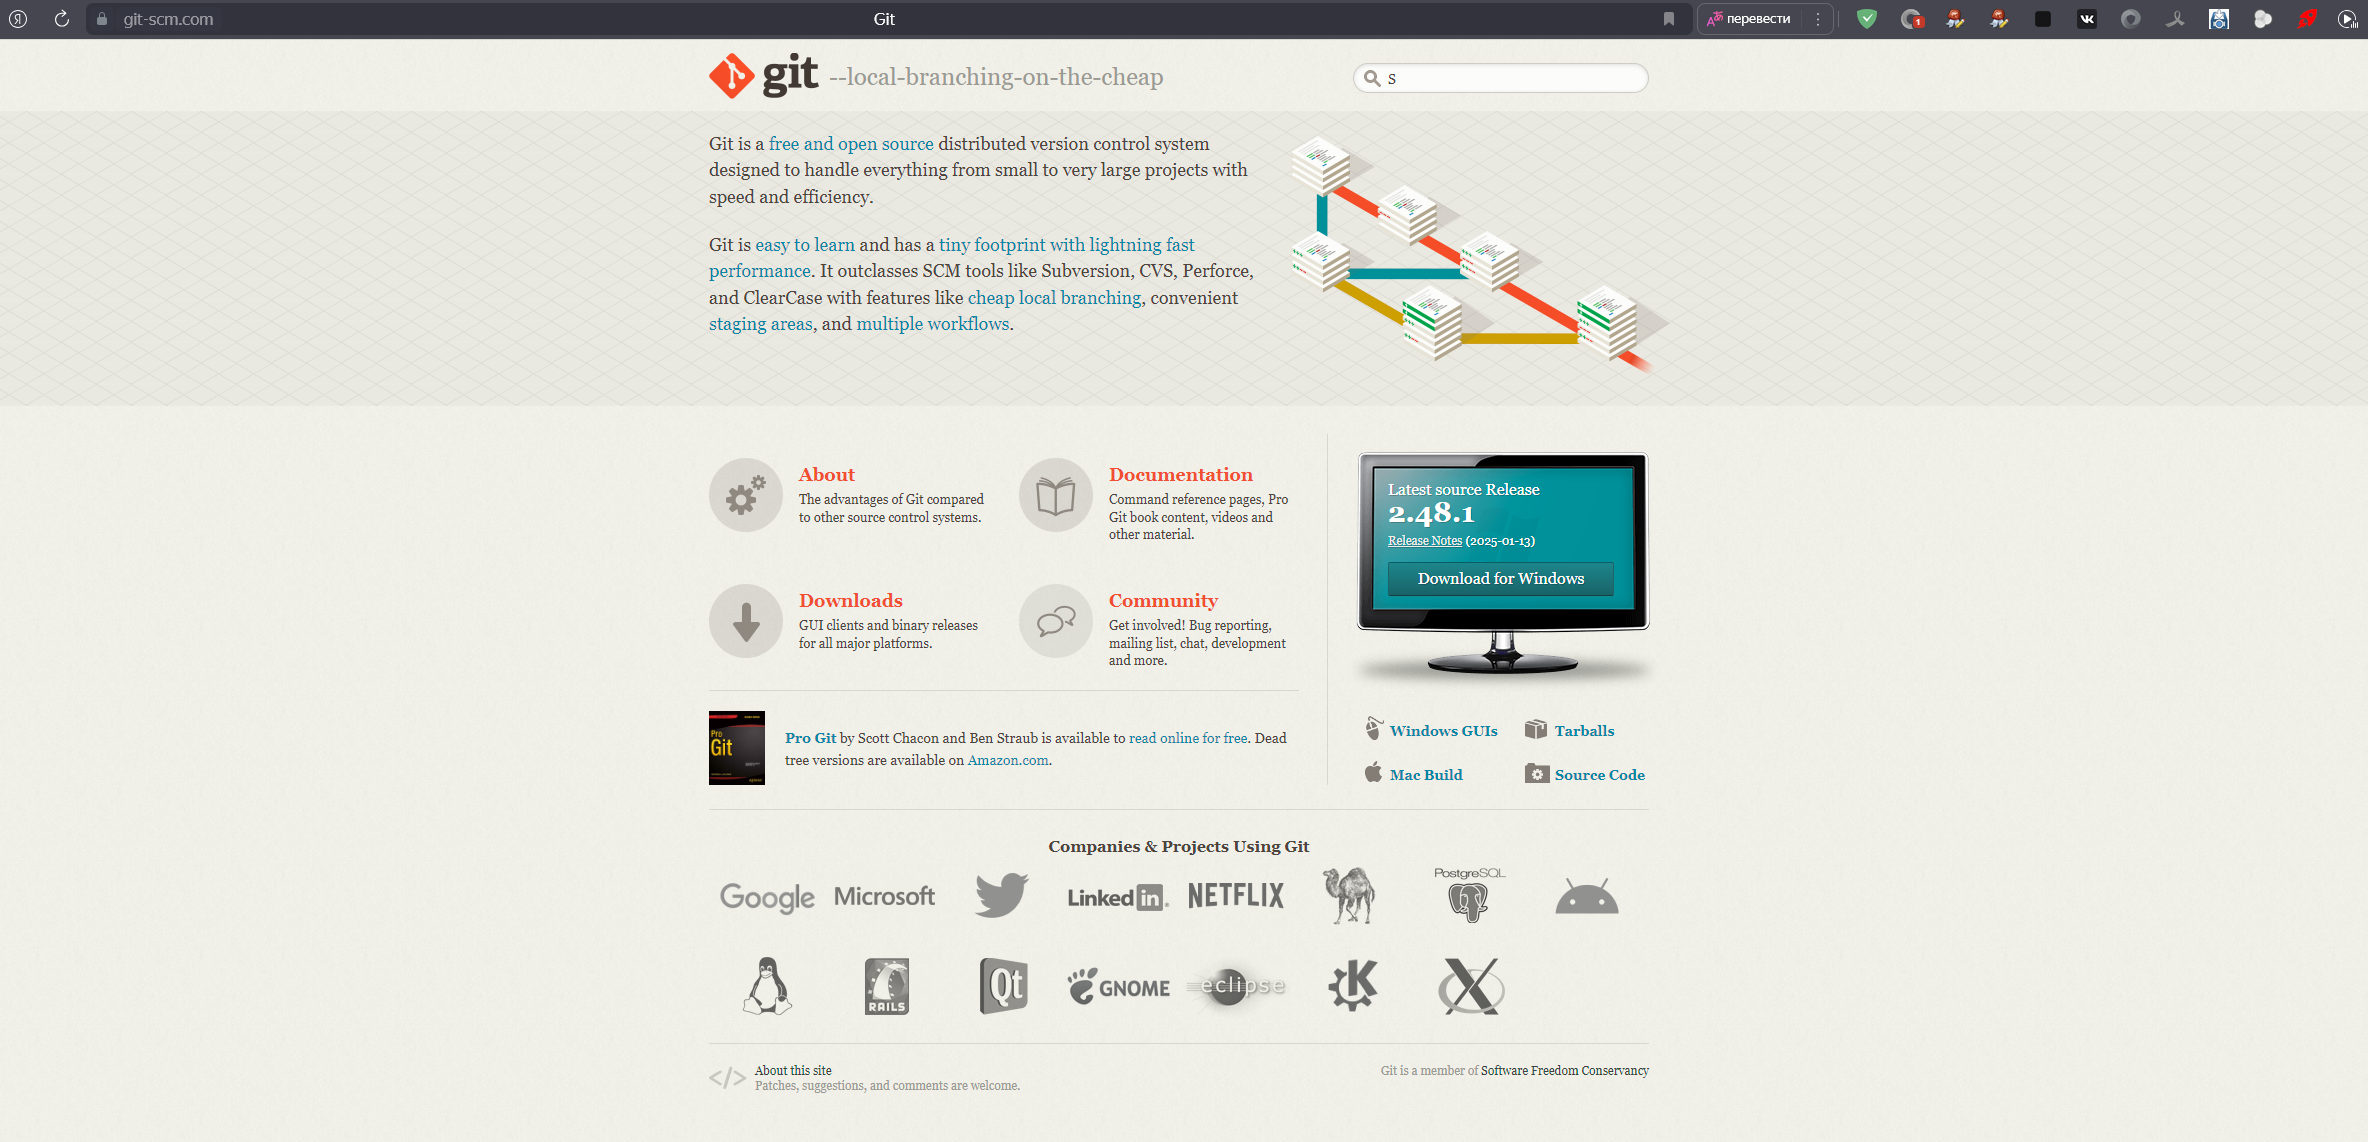 git-scm.com
Git
перевести
1
git --local-branching-on-the-cheap
S
Git is a free and open source distributed version control system
designed to handle everything from small to very large projects with
speed and efficiency.
Git is easy to learn and has a tiny footprint with lightning fast
performance. It outclasses SCM tools like Subversion, CVS, Perforce,
and ClearCase with features like cheap local branching, convenient
staging areas, and multiple workflows.
About
The advantages of Git compared
to other source control systems.
Documentation
Command reference pages, Pro
Git book content, videos and
other material.
Downloads
GUI clients and binary releases
for all major platforms.
Community
Get involved! Bug reporting,
mailing list, chat, development
and more.
Pro
Git
Pro Git by Scott Chacon and Ben Straub is available to read online for free. Dead
tree versions are available on Amazon.com.
Latest source Release
2.48.1
Release Notes (2025-01-13)
Download for Windows
Windows GUIs
Tarballs
Mac Build
Source Code
Companies & Projects Using Git
Google
Microsoft
Linked in
NETFLIX
PostgreSQL
RAILS
Qt
GNOME
eclipse
K
X
</> About this site
Patches, suggestions, and comments are welcome.
Git is a member of Software Freedom Conservancy